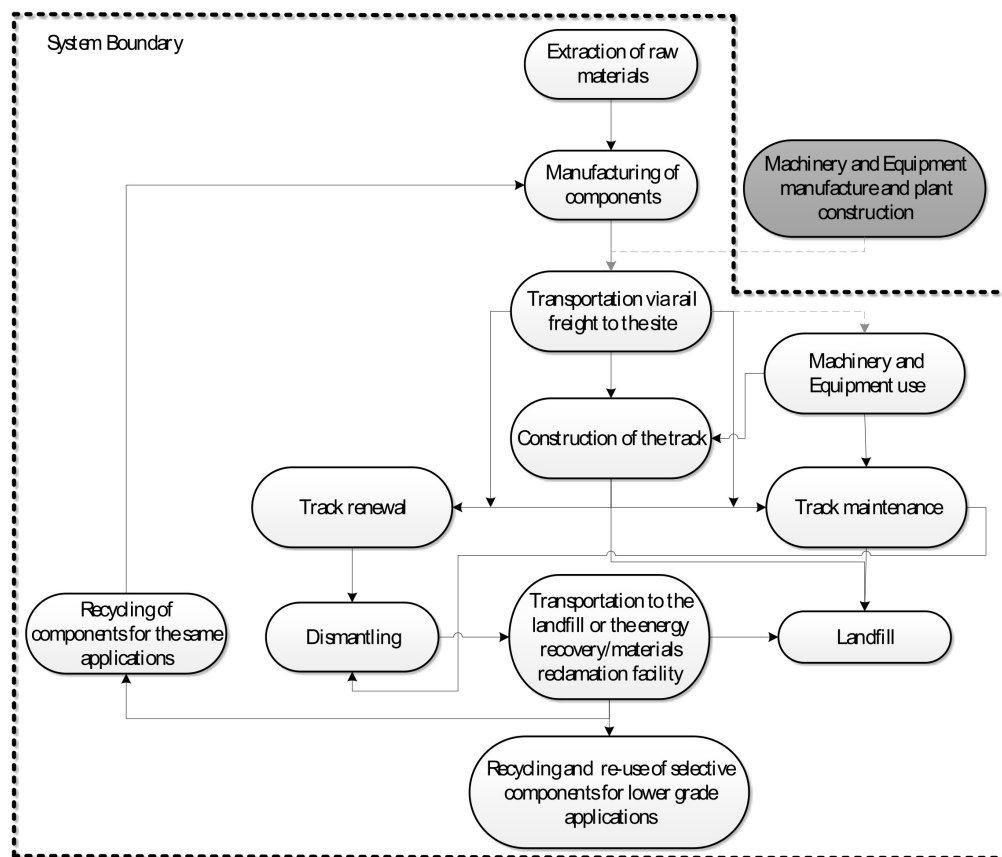 System Boundary
Extraction of raw
materials
Manufacturing of
components
Machinery and Equipment
manufacture and plant
construction
Transportation via rail
freight to the site
Machinery and
Equipment use
Construction of the track
Track renewal
Track maintenance
Recycling of
components for the same
applications
Dismantling
Transportation to the
landfill or the energy
recovery/materials
reclamation facility
Landfill
Recycling and re-use of selective
components for lower grade
applications